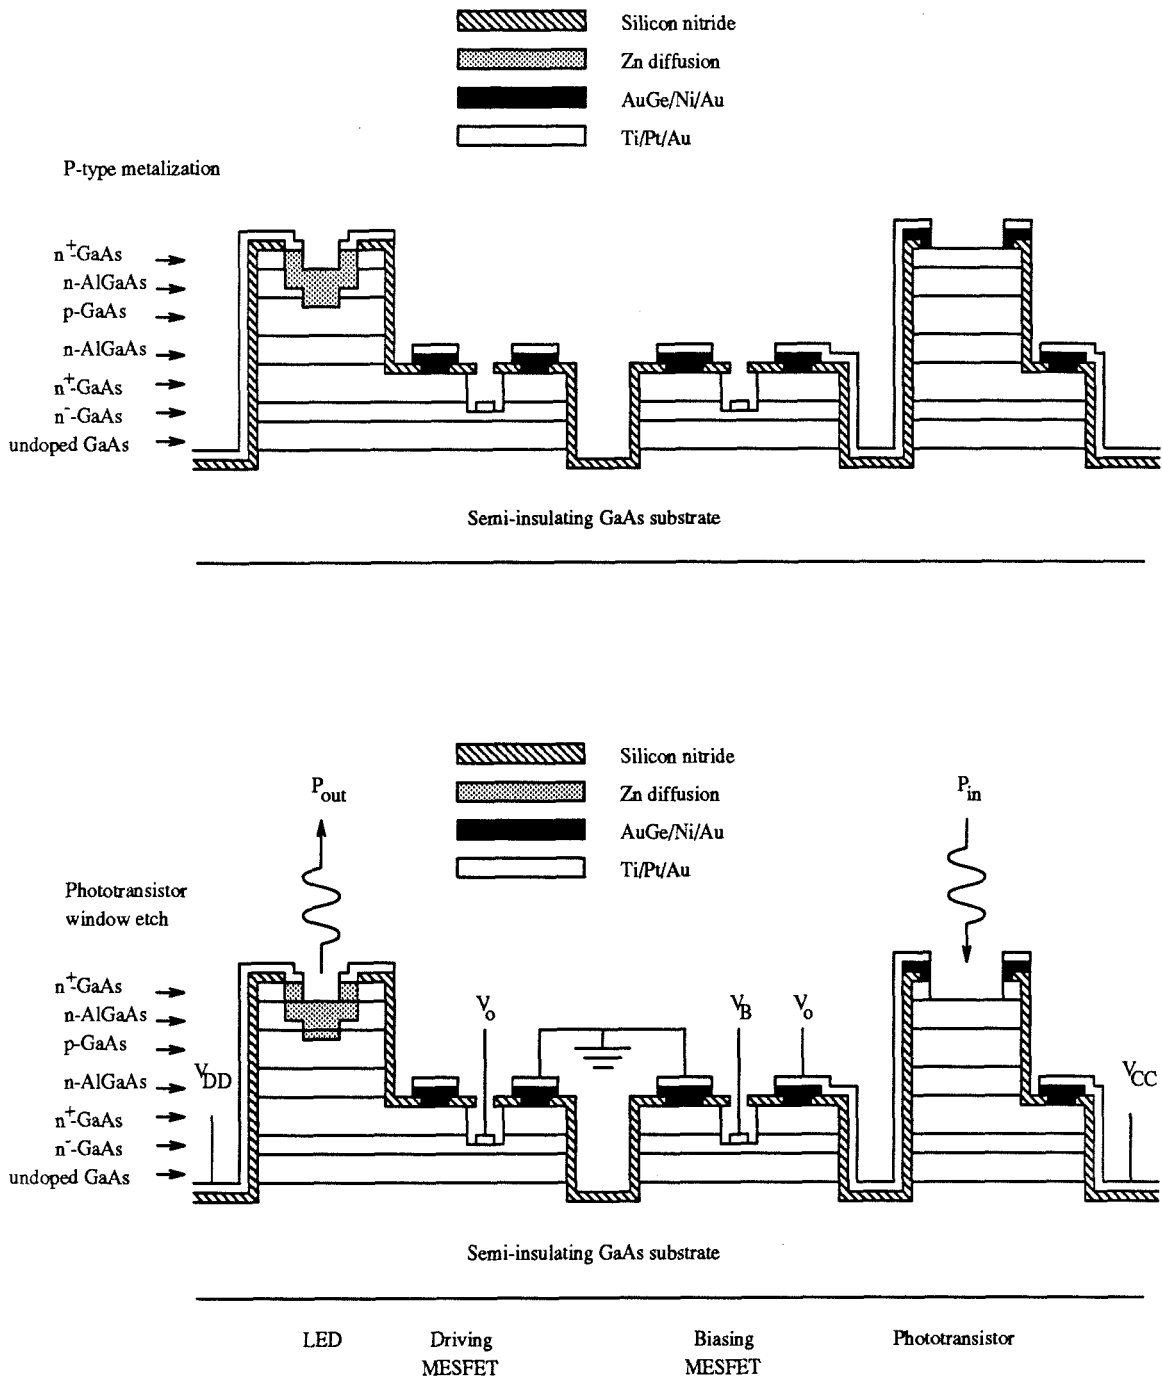 Silicon nitride
Zn diffusion
AuGe/Ni/Au
Ti/Pt/Au
P-type metalization
n+-GaAs
n-AlGaAs
p-GaAs
n-AlGaAs
n+-GaAs
n--GaAs
undoped GaAs
Semi-insulating GaAs substrate
Silicon nitride
Zn diffusion
AuGe/Ni/Au
Ti/Pt/Au
Pout
Pin
Phototransistor
window etch
n+-GaAs
n-AlGaAs
p-GaAs
n-AlGaAs
n+-GaAs
n--GaAs
undoped GaAs
VDD
Vo
VB
Vo
VCC
Semi-insulating GaAs substrate
LED
Driving
MESFET
Biasing
MESFET
Phototransistor